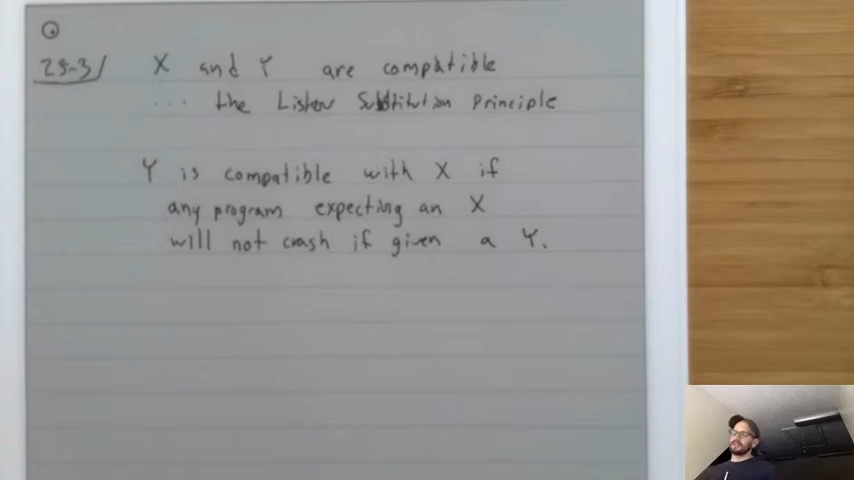 25-3/ X and Y are compatible
... the Liskov Substitution Principle
Y is compatible with X if
any program expecting an X
will not crash if given a Y.